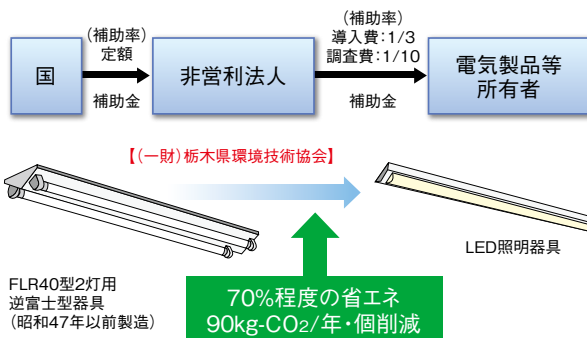 国
(補助率)
定額
補助金
非営利法人
(補助率)
導入費:1/3
調査費:1/10
補助金
電気製品等
所有者
【(一財)栃木県環境技術協会】
FLR40型2灯用
逆富士型器具
(昭和47年以前製造)
LED照明器具
70%程度の省エネ
90kg-CO₂/年・個削減